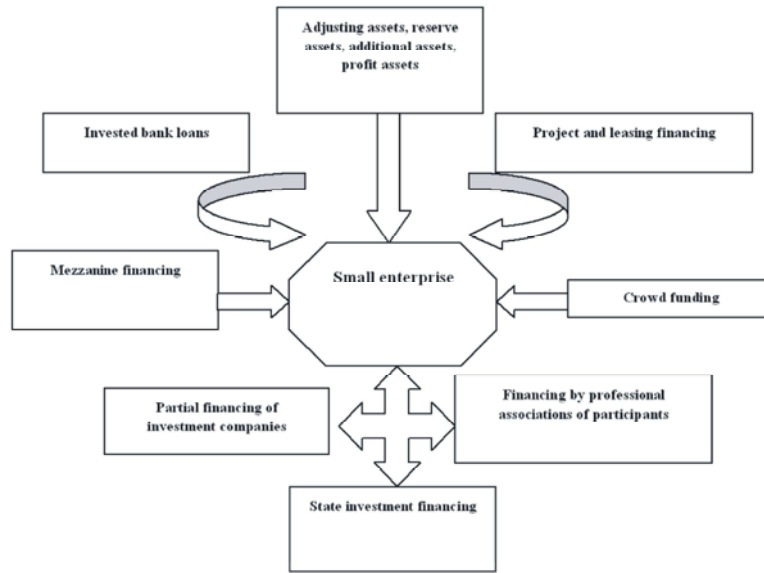 Adjusting assets, reserve
assets, additional assets,
profit assets
Invested bank loans
Project and leasing financing
Mezzanine financing
Small enterprise
Crowd funding
Partial financing of
investment companies
Financing by professional
associations of participants
State investment financing